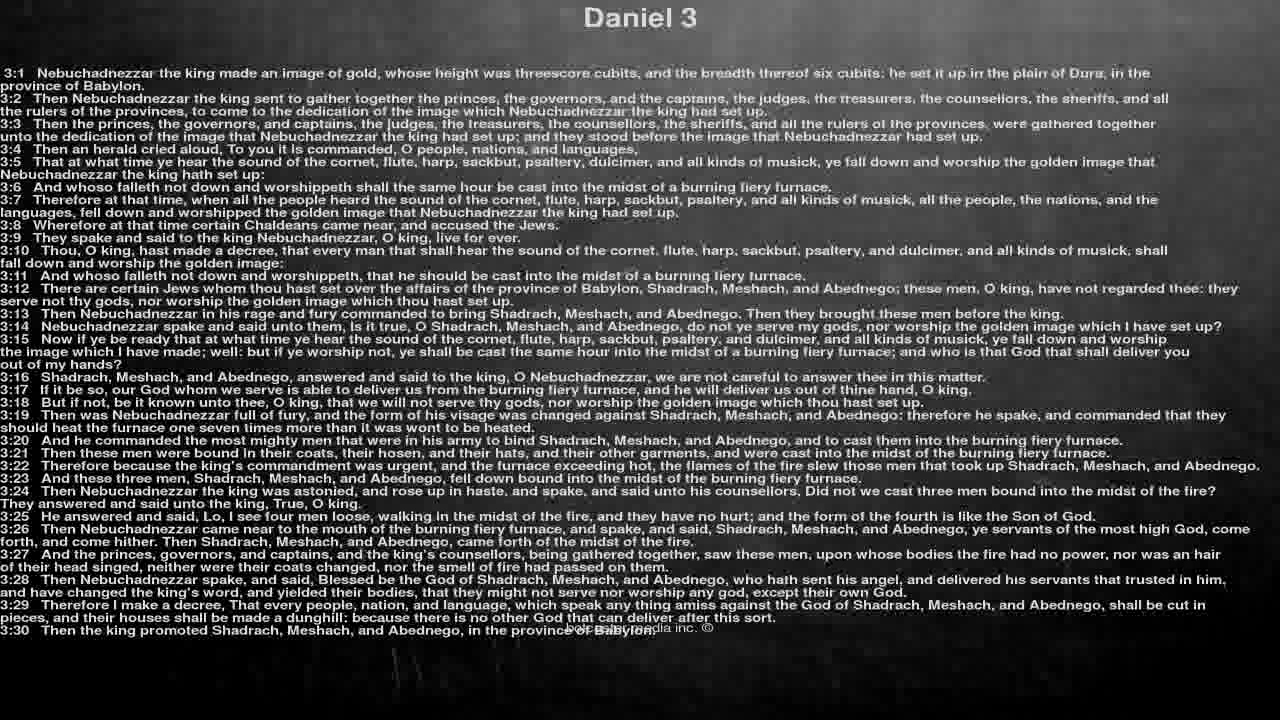 Daniel 3
3:1 Nebuchadnezzar the king made an image of gold, whose height was threescore cubits, and the breadth thereof six cubits: he set it up in the plain of Dura, in the
province of Babylon.
3:2 Then Nebuchadnezzar the king sent to gather together the princes, the governors, and the captains, the judges, the treasurers, the counsellors, the sheriffs, and all
the rulers of the provinces, to come to the dedication of the image which Nebuchadnezzar the king had set up.
3:3 Then the princes, the governors, and captains, the judges, the treasurers, the counsellors, the sheriffs, and all the rulers of the provinces, were gathered together
unto the dedication of the image that Nebuchadnezzar the king had set up; and they stood before the image that Nebuchadnezzar had set up.
3:4 Then an herald cried aloud, To you it is commanded, O people, nations, and languages,
3:5 That at what time ye hear the sound of the cornet, flute, harp, sackbut, psaltery, dulcimer, and all kinds of musick, ye fall down and worship the golden image that
Nebuchadnezzar the king hath set up:
3:6 And whoso falleth not down and worshippeth shall the same hour be cast into the midst of a burning fiery furnace.
3:7 Therefore at that time, when all the people heard the sound of the cornet, flute, harp, sackbut, psaltery, and all kinds of musick, all the people, the nations, and the
languages, fell down and worshipped the golden image that Nebuchadnezzar the king had set up.
3:8 Wherefore at that time certain Chaldeans came near, and accused the Jews.
3:9 They spake and said to the king Nebuchadnezzar, O king, live for ever.
3:10 Thou, O king, hast made a decree, that every man that shall hear the sound of the cornet, flute, harp, sackbut, psaltery, and dulcimer, and all kinds of musick, shall
fall down and worship the golden image:
3:11 And whoso falleth not down and worshippeth, that he should be cast into the midst of a burning fiery furnace.
3:12 There are certain Jews whom thou hast set over the affairs of the province of Babylon, Shadrach, Meshach, and Abednego; these men, O king, have not regarded thee: they
serve not thy gods, nor worship the golden image which thou hast set up.
3:13 Then Nebuchadnezzar in his rage and fury commanded to bring Shadrach, Meshach, and Abednego. Then they brought these men before the king.
3:14 Nebuchadnezzar spake and said unto them, Is it true, O Shadrach, Meshach, and Abednego, do not ye serve my gods, nor worship the golden image which I have set up?
3:15 Now if ye be ready that at what time ye hear the sound of the cornet, flute, harp, sackbut, psaltery, and dulcimer, and all kinds of musick, ye fall down and worship
the image which I have made; well: but if ye worship not, ye shall be cast the same hour into the midst of a burning fiery furnace; and who is that God that shall deliver you
out of my hands?
3:16 Shadrach, Meshach, and Abednego, answered and said to the king, O Nebuchadnezzar, we are not careful to answer thee in this matter.
3:17 If it be so, our God whom we serve is able to deliver us from the burning fiery furnace, and he will deliver us out of thine hand, O king.
3:18 But if not, be it known unto thee, O king, that we will not serve thy gods, nor worship the golden image which thou hast set up.
3:19 Then was Nebuchadnezzar full of fury, and the form of his visage was changed against Shadrach, Meshach, and Abednego: therefore he spake, and commanded that they
should heat the furnace one seven times more than it was wont to be heated.
3:20 And he commanded the most mighty men that were in his army to bind Shadrach, Meshach, and Abednego, and to cast them into the burning fiery furnace.
3:21 Then these men were bound in their coats, their hosen, and their hats, and their other garments, and were cast into the midst of the burning fiery furnace.
3:22 Therefore because the king's commandment was urgent, and the furnace exceeding hot, the flames of the fire slew those men that took up Shadrach, Meshach, and Abednego.
3:23 And these three men, Shadrach, Meshach, and Abednego, fell down bound into the midst of the burning fiery furnace.
3:24 Then Nebuchadnezzar the king was astonied, and rose up in haste, and spake, and said unto his counsellors, Did not we cast three men bound into the midst of the fire?
They answered and said unto the king, True, O king.
3:25 He answered and said, Lo, I see four men loose, walking in the midst of the fire, and they have no hurt; and the form of the fourth is like the Son of God.
3:26 Then Nebuchadnezzar came near to the mouth of the burning fiery furnace, and spake, and said, Shadrach, Meshach, and Abednego, ye servants of the most high God, come
forth, and come hither. Then Shadrach, Meshach, and Abednego, came forth of the midst of the fire.
3:27 And the princes, governors, and captains, and the king's counsellors, being gathered together, saw these men, upon whose bodies the fire had no power, nor was an hair
of their head singed, neither were their coats changed, nor the smell of fire had passed on them.
3:28 Then Nebuchadnezzar spake, and said, Blessed be the God of Shadrach, Meshach, and Abednego, who hath sent his angel, and delivered his servants that trusted in him,
and have changed the king's word, and yielded their bodies, that they might not serve nor worship any god, except their own God.
3:29 Therefore I make a decree, That every people, nation, and language, which speak any thing amiss against the God of Shadrach, Meshach, and Abednego, shall be cut in
pieces, and their houses shall be made a dunghill: because there is no other God that can deliver after this sort.
3:30 Then the king promoted Shadrach, Meshach, and Abednego, in the province of Babylon.
media inc. ©